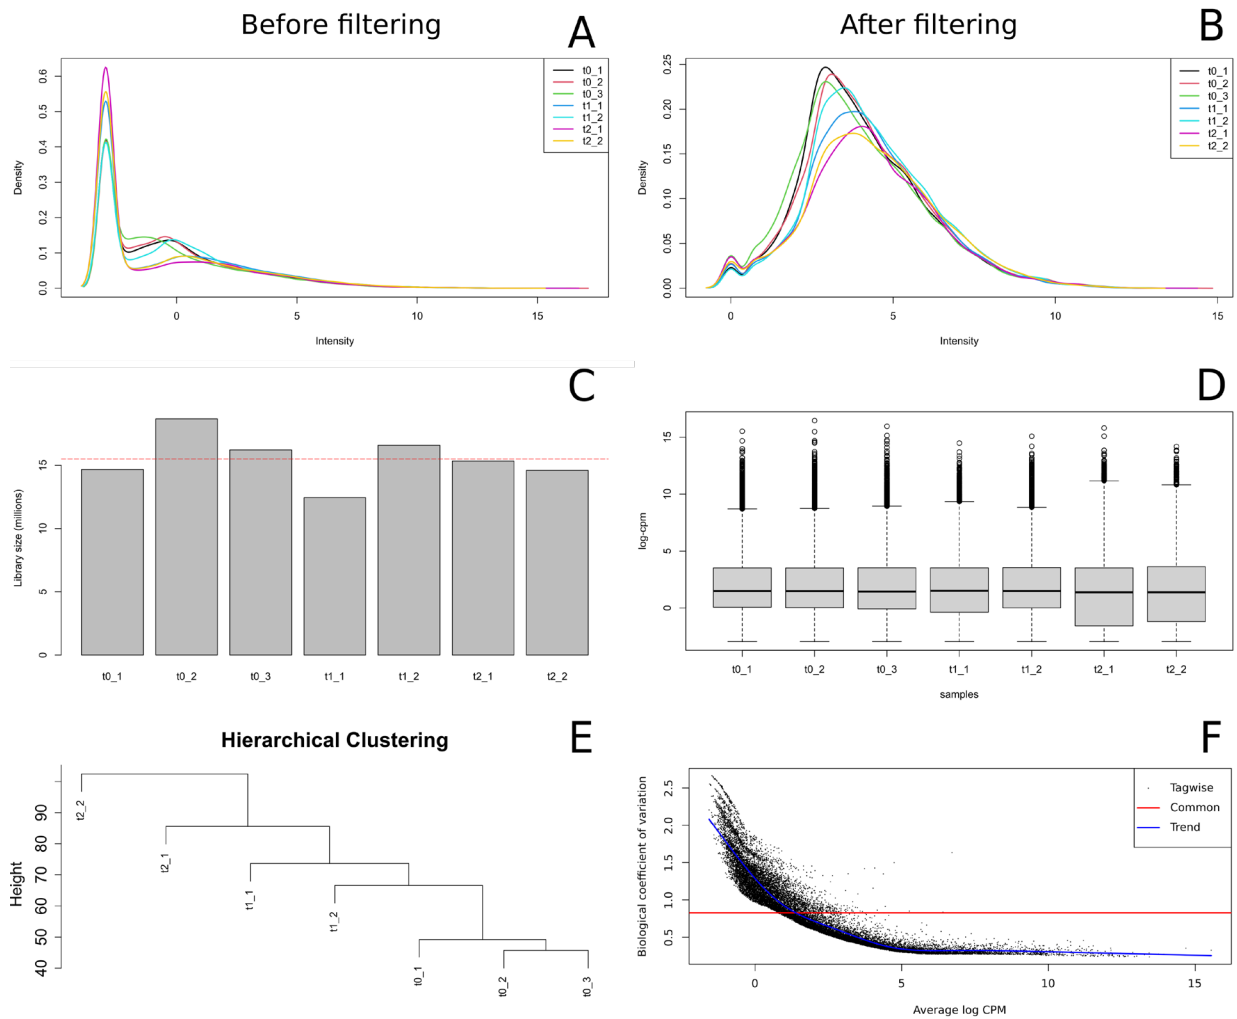 Before filtering
A
t0_1
t0_2
t0_3
t1_1
t1_2
t2_1
t2_2
Density
0.0
0.1
0.2
0.3
0.4
0.5
0.6
0
5
10
15
Intensity
After filtering
B
t0_1
t0_2
t0_3
t1_1
t1_2
t2_1
t2_2
Density
0.00
0.05
0.10
0.15
0.20
0.25
0
5
10
15
Intensity
C
Library size (millions)
0
5
10
15
t0_1
t0_2
t0_3
t1_1
t1_2
t2_1
t2_2
D
log-cpm
0
5
10
15
t0_1
t0_2
t0_3
t1_1
t1_2
t2_1
t2_2
samples
Hierarchical Clustering
E
Height
40
50
60
70
80
90
t2_2
t2_1
t1_1
t1_2
t0_1
t0_2
t0_3
F
Biological coefficient of variation
0.5
1.0
1.5
2.0
2.5
Tagwise
Common
Trend
0
5
10
15
Average log CPM